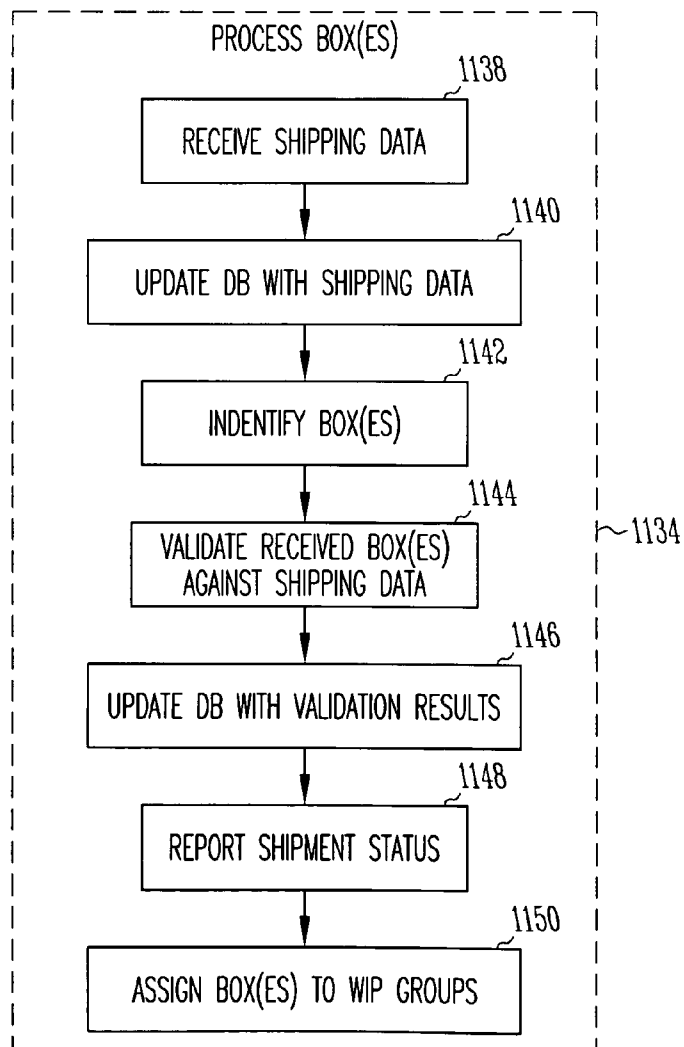 PROCESS BOX(ES)
1138
RECEIVE SHIPPING DATA
1140
UPDATE DB WITH SHIPPING DATA
1142
INDENTIFY BOX(ES)
1144
VALIDATE RECEIVED BOX(ES)
AGAINST SHIPPING DATA
1134
1146
UPDATE DB WITH VALIDATION RESULTS
1148
REPORT SHIPMENT STATUS
1150
ASSIGN BOX(ES) TO WIP GROUPS